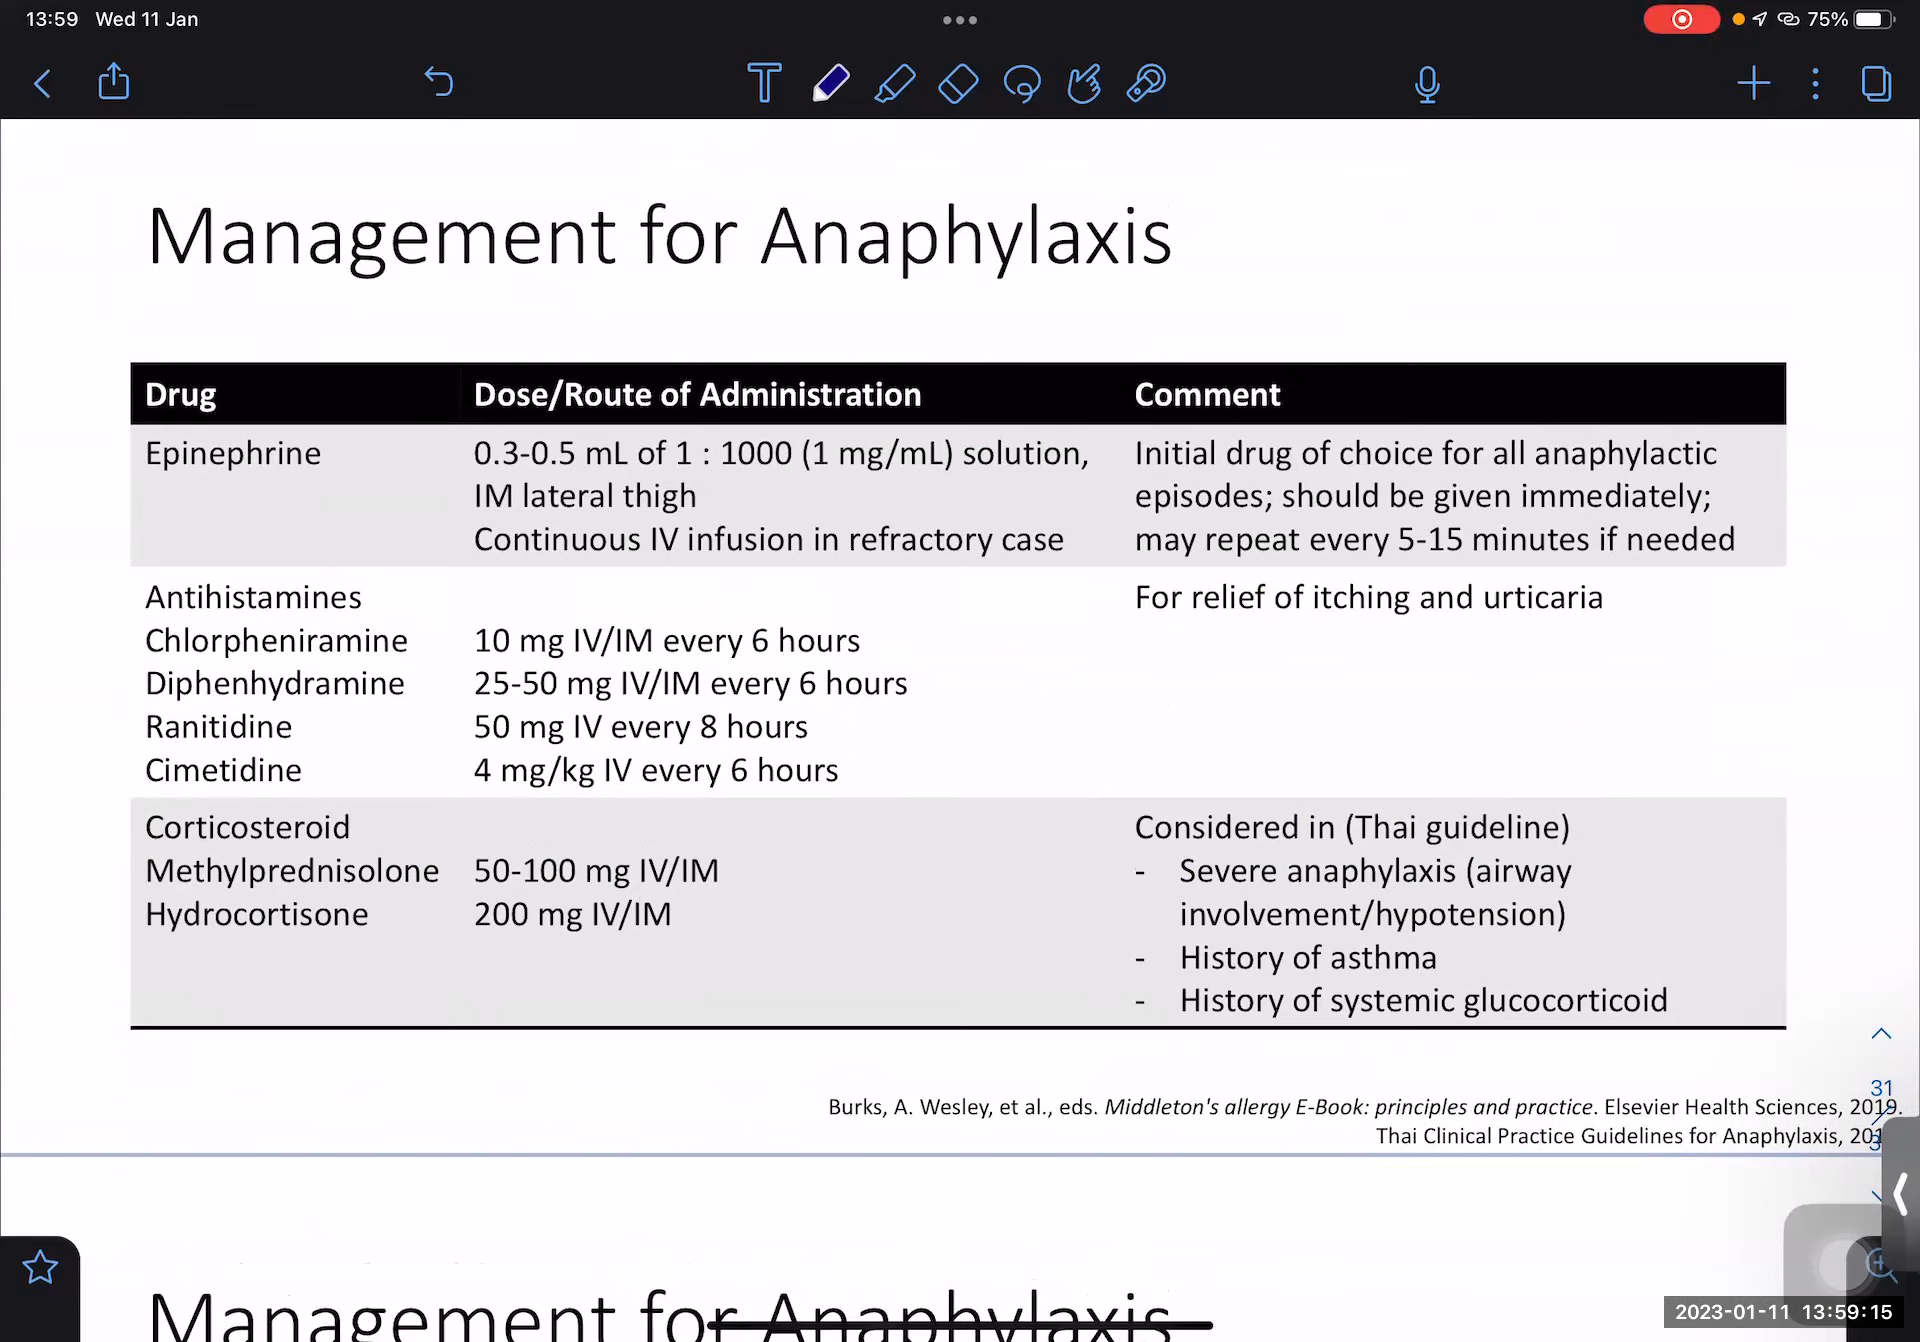 13:59 Wed 11 Jan
75%
Management for Anaphylaxis
Drug Dose/Route of Administration Comment
Epinephrine 0.3-0.5 mL of 1 : 1000 (1 mg/mL) solution, Initial drug of choice for all anaphylactic
IM lateral thigh episodes; should be given immediately;
Continuous IV infusion in refractory case may repeat every 5-15 minutes if needed
Antihistamines For relief of itching and urticaria
Chlorpheniramine 10 mg IV/IM every 6 hours
Diphenhydramine 25-50 mg IV/IM every 6 hours
Ranitidine 50 mg IV every 8 hours
Cimetidine 4 mg/kg IV every 6 hours
Corticosteroid Considered in (Thai guideline)
Methylprednisolone 50-100 mg IV/IM - Severe anaphylaxis (airway
Hydrocortisone 200 mg IV/IM involvement/hypotension)
- History of asthma
- History of systemic glucocorticoid
31
Burks, A. Wesley, et al., eds. Middleton's allergy E-Book: principles and practice. Elsevier Health Sciences, 2019.
Thai Clinical Practice Guidelines for Anaphylaxis,
Management for Anaphylaxis
2023-01-11 13:59:15